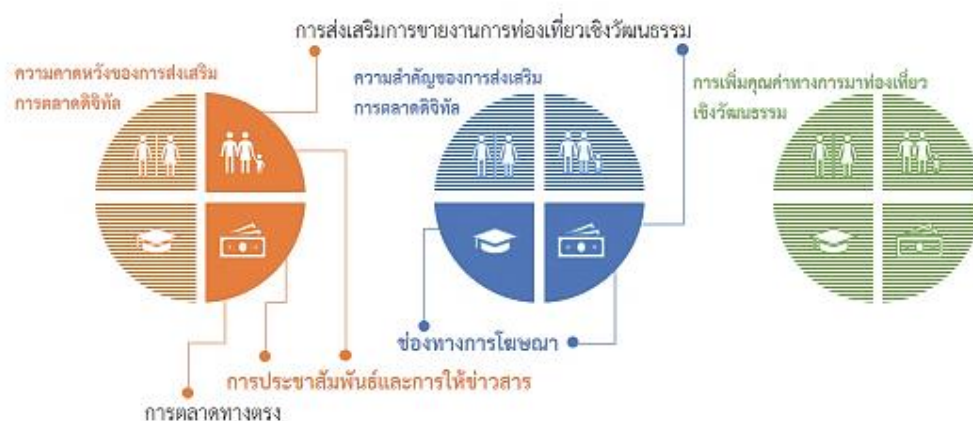 การส่งเสริมการขายงานการท่องเที่ยวเชิงวัฒนธรรม
ความคาดหวังของการส่งเสริม
การตลาดดิจิทัล
ความสำคัญของการส่งเสริม
การตลาดดิจิทัล
การเพิ่มคุณค่าทางการมาท่องเที่ยว
เชิงวัฒนธรรม
ช่องทางการโฆษณา
การประชาสัมพันธ์และการให้ข่าวสาร
การตลาดทางตรง